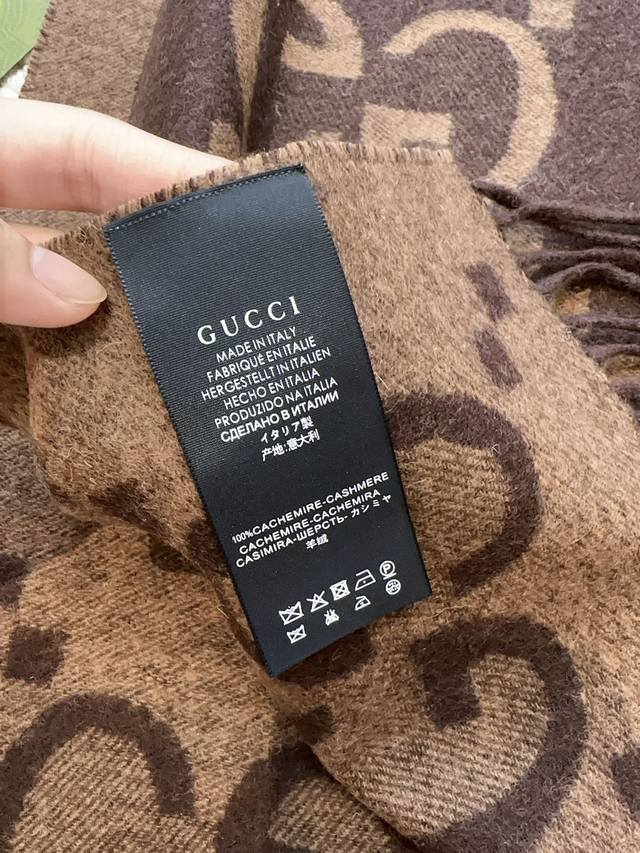 GUCCI
MADE IN ITALY
FABRIQUÉ EN ITALIE
HERGESTELLT IN ITALIEN
HECHO EN ITALIA
PRODUZIDO NA ITALIA
СДЕЛАНО В ИТАЛИИ
イタリア製
产地:意大利
100%CACHEMIRE-CASHMERE
CACHEMIRE-CACHEMIRA
CASIMIRA-ШЕРСТЬ-カシミヤ
羊绒